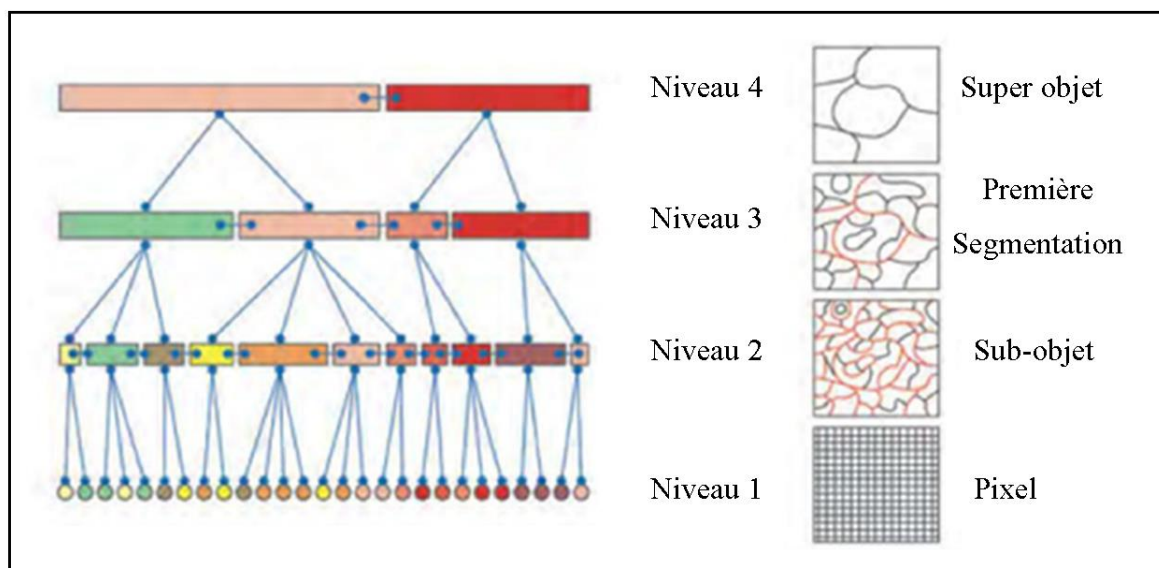 Niveau 4
Super objet
Niveau 3
Première
Segmentation
Niveau 2
Sub-objet
Niveau 1
Pixel